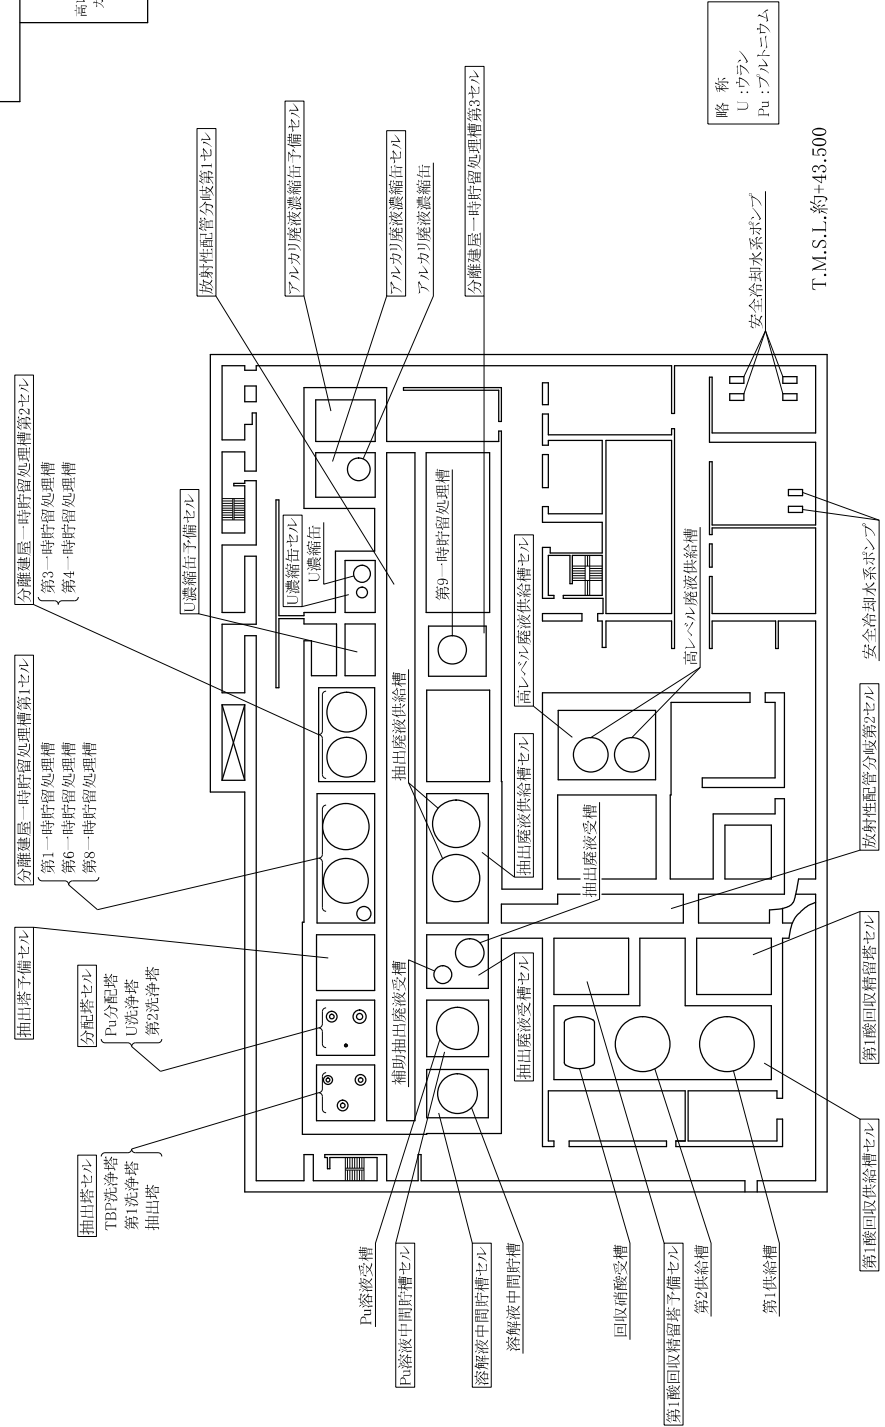 抽出塔セル
TBP洗浄塔
第1洗浄塔
抽出塔
分配塔セル
Pu分配塔
U洗浄塔
第2洗浄塔
抽出塔予備セル
分離建屋一時貯留処理槽第1セル
第1一時貯留処理槽
第6一時貯留処理槽
第8一時貯留処理槽
分離建屋一時貯留処理槽第2セル
第3一時貯留処理槽
第4一時貯留処理槽
U濃縮缶予備セル
U濃縮缶セル
U濃縮缶
放射性配管分岐第1セル
アルカリ廃液濃縮缶予備セル
アルカリ廃液濃縮缶セル
アルカリ廃液濃縮缶
分離建屋一時貯留処理槽第3セル
第9一時貯留処理槽
補助抽出廃液受槽
抽出廃液供給槽
抽出廃液受槽セル
抽出廃液供給槽セル
高レベル廃液供給槽セル
抽出廃液受槽
高レベル廃液供給槽
Pu溶液受槽
Pu溶液中間貯槽セル
溶解液中間貯槽セル
溶解液中間貯槽
回収硝酸受槽
第1酸回収精留塔予備セル
第2供給槽
第1供給槽
第1酸回収供給槽セル
第1酸回収精留塔セル
放射性配管分岐第2セル
安全冷却水系ポンプ
安全冷却水系ポンプ
T.M.S.L.約+43.500
略 称
U :ウラン
Pu :プルトニウム